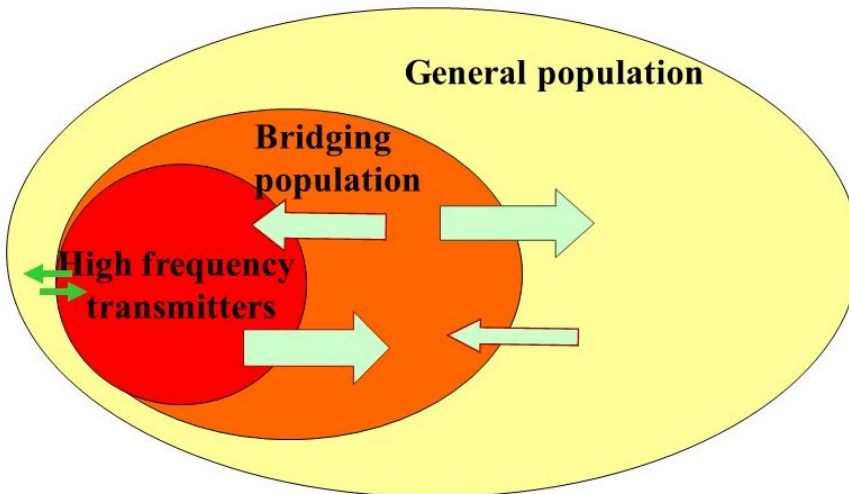 General population
Bridging
population
High frequency
transmitters